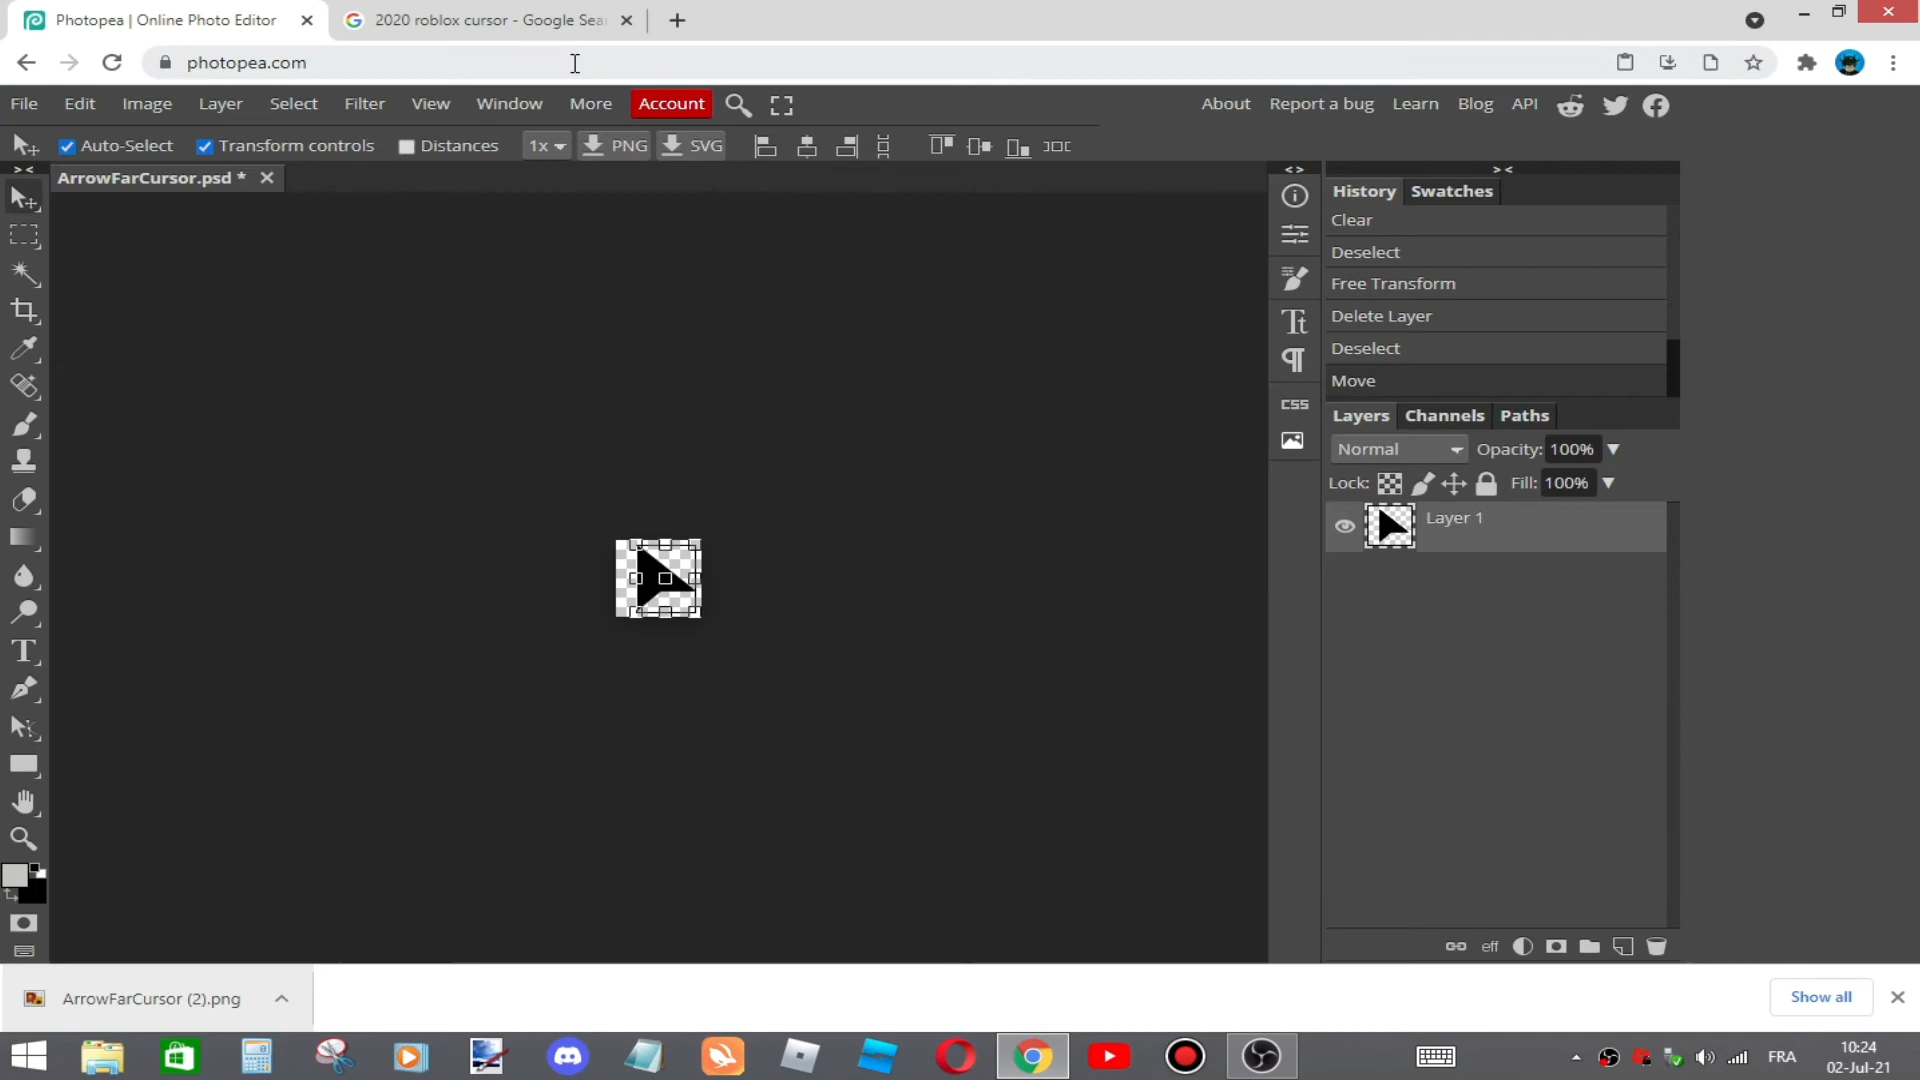 Photopea | Online Photo Editor
2020 roblox cursor - Google Sea
photopea.com
File Edit Image Layer Select Filter View Window More Account
About Report a bug Learn Blog API
Auto-Select Transform controls Distances 1x PNG SVG
ArrowFarCursor.psd *
History Swatches
Clear
Deselect
Free Transform
Delete Layer
Deselect
Move
CSS
Layers Channels Paths
Normal Opacity: 100%
Lock: Fill: 100%
Layer 1
eff
ArrowFarCursor (2).png
Show all
FRA
10:24
02-Jul-21